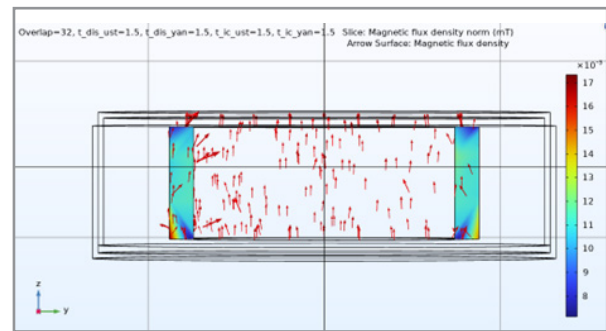 Overlap=32, t_dis_ust=1.5, t_dis_yan=1.5, t_ic_ust=1.5, t_ic_yan=1.5 Slice: Magnetic flux density norm (mT)
Arrow Surface: Magnetic flux density
×10⁻³
17
16
15
14
13
12
11
10
9
8
z
y